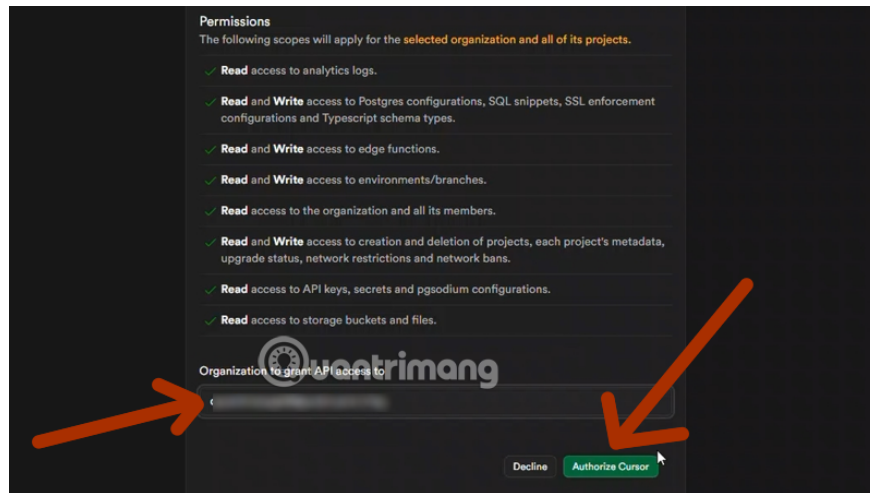 Permissions
The following scopes will apply for the selected organization and all of its projects.
Read access to analytics logs.
Read and Write access to Postgres configurations, SQL snippets, SSL enforcement
configurations and Typescript schema types.
Read and Write access to edge functions.
Read and Write access to environments/branches.
Read access to the organization and all its members.
Read and Write access to creation and deletion of projects, each project's metadata,
upgrade status, network restrictions and network bans.
Read access to API keys, secrets and pgsodium configurations.
Read access to storage buckets and files.
Organization to grant API access to
Quantrimang
Decline
Authorize Cursor